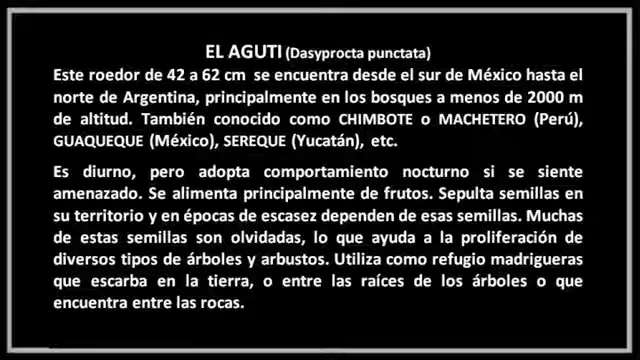 EL AGUTI (Dasyprocta punctata)
Este roedor de 42 a 62 cm se encuentra desde el sur de México hasta el
norte de Argentina, principalmente en los bosques a menos de 2000 m
de altitud. También conocido como CHIMBOTE o MACHETERO (Perú),
GUAQUEQUE (México), SEREQUE (Yucatán), etc.
Es diurno, pero adopta comportamiento nocturno si se siente
amenazado. Se alimenta principalmente de frutos. Sepulta semillas en
su territorio y en épocas de escasez dependen de esas semillas. Muchas
de estas semillas son olvidadas, lo que ayuda a la proliferación de
diversos tipos de árboles y arbustos. Utiliza como refugio madrigueras
que escarba en la tierra, o entre las raíces de los árboles o que
encuentra entre las rocas.